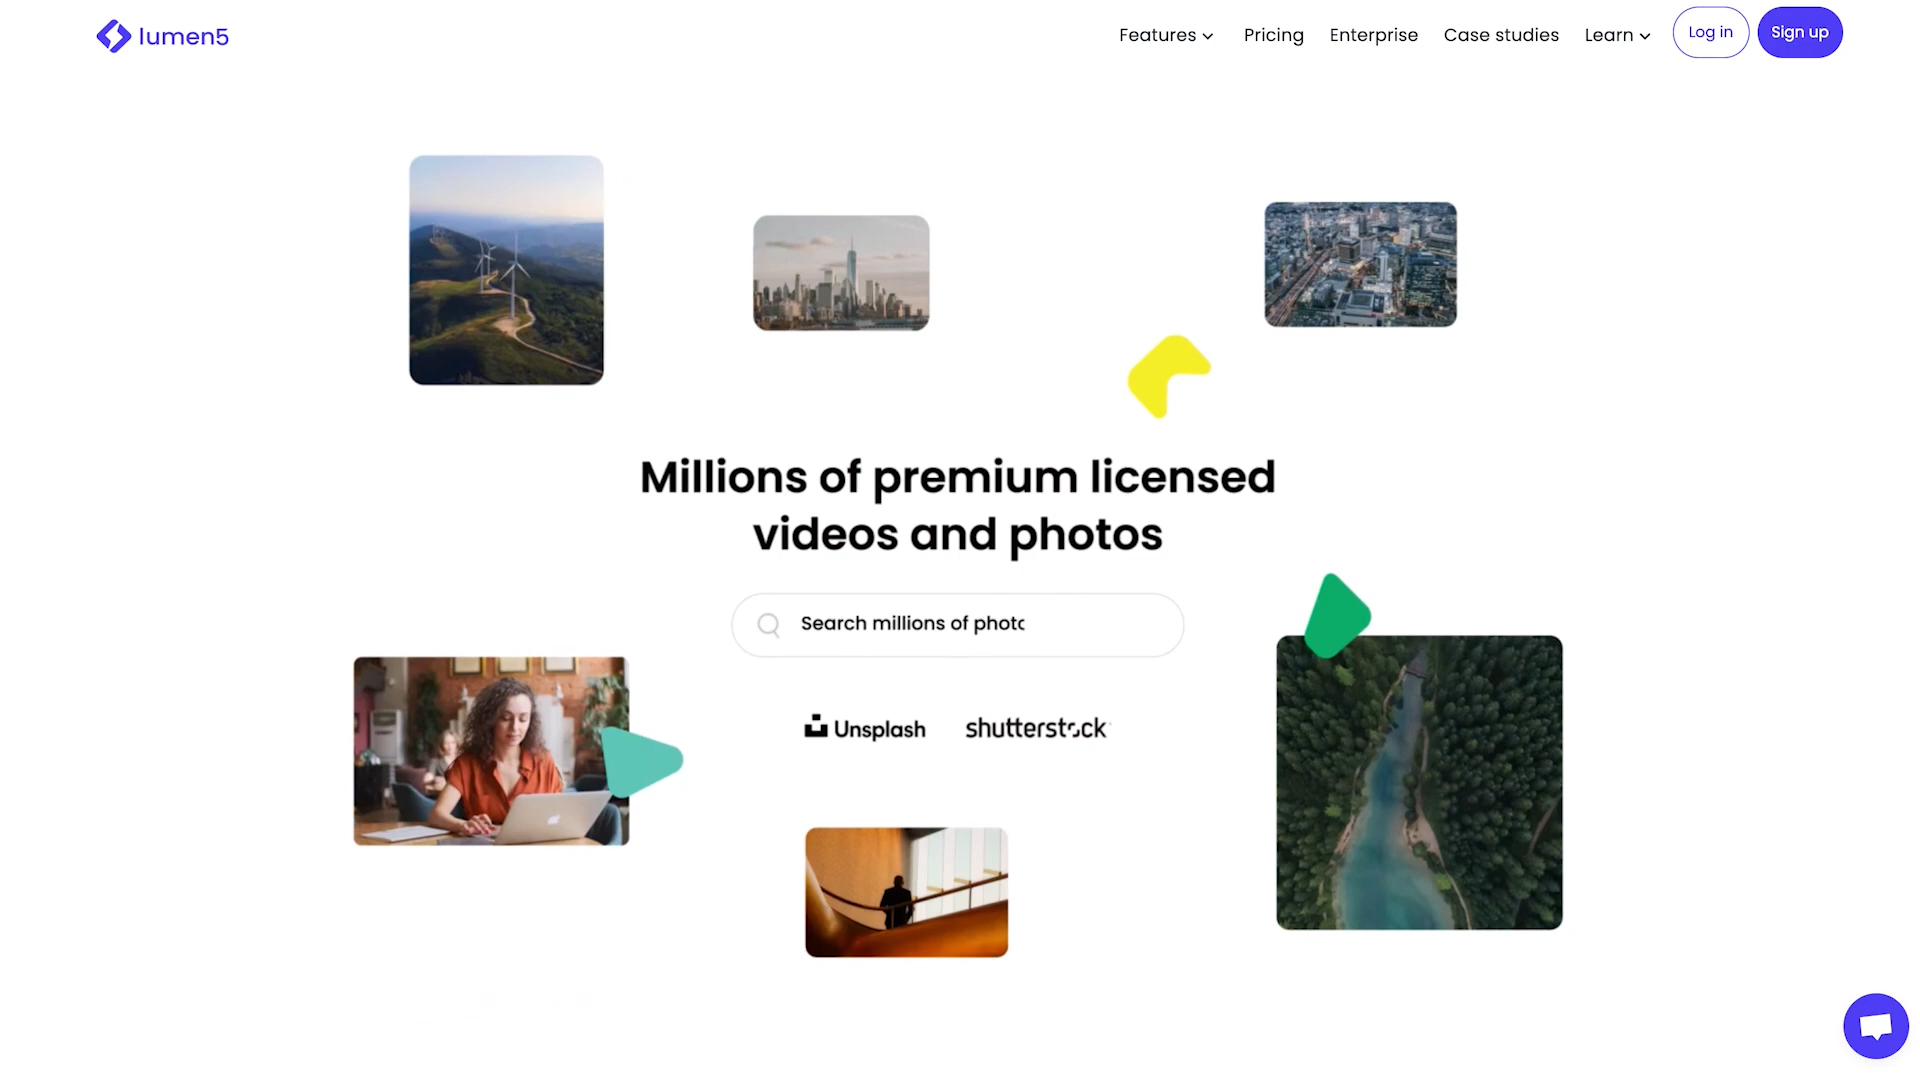 lumen5
Features
Pricing
Enterprise
Case studies
Learn
Log in
Sign up
Millions of premium licensed
videos and photos
Search millions of photo
Unsplash
shutterstock